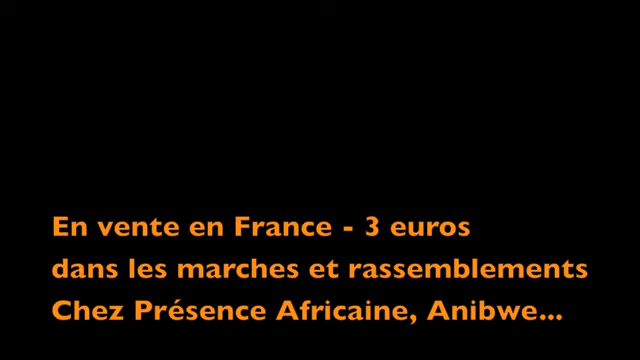 En vente en France - 3 euros
dans les marches et rassemblements
Chez Présence Africaine, Anibwe...